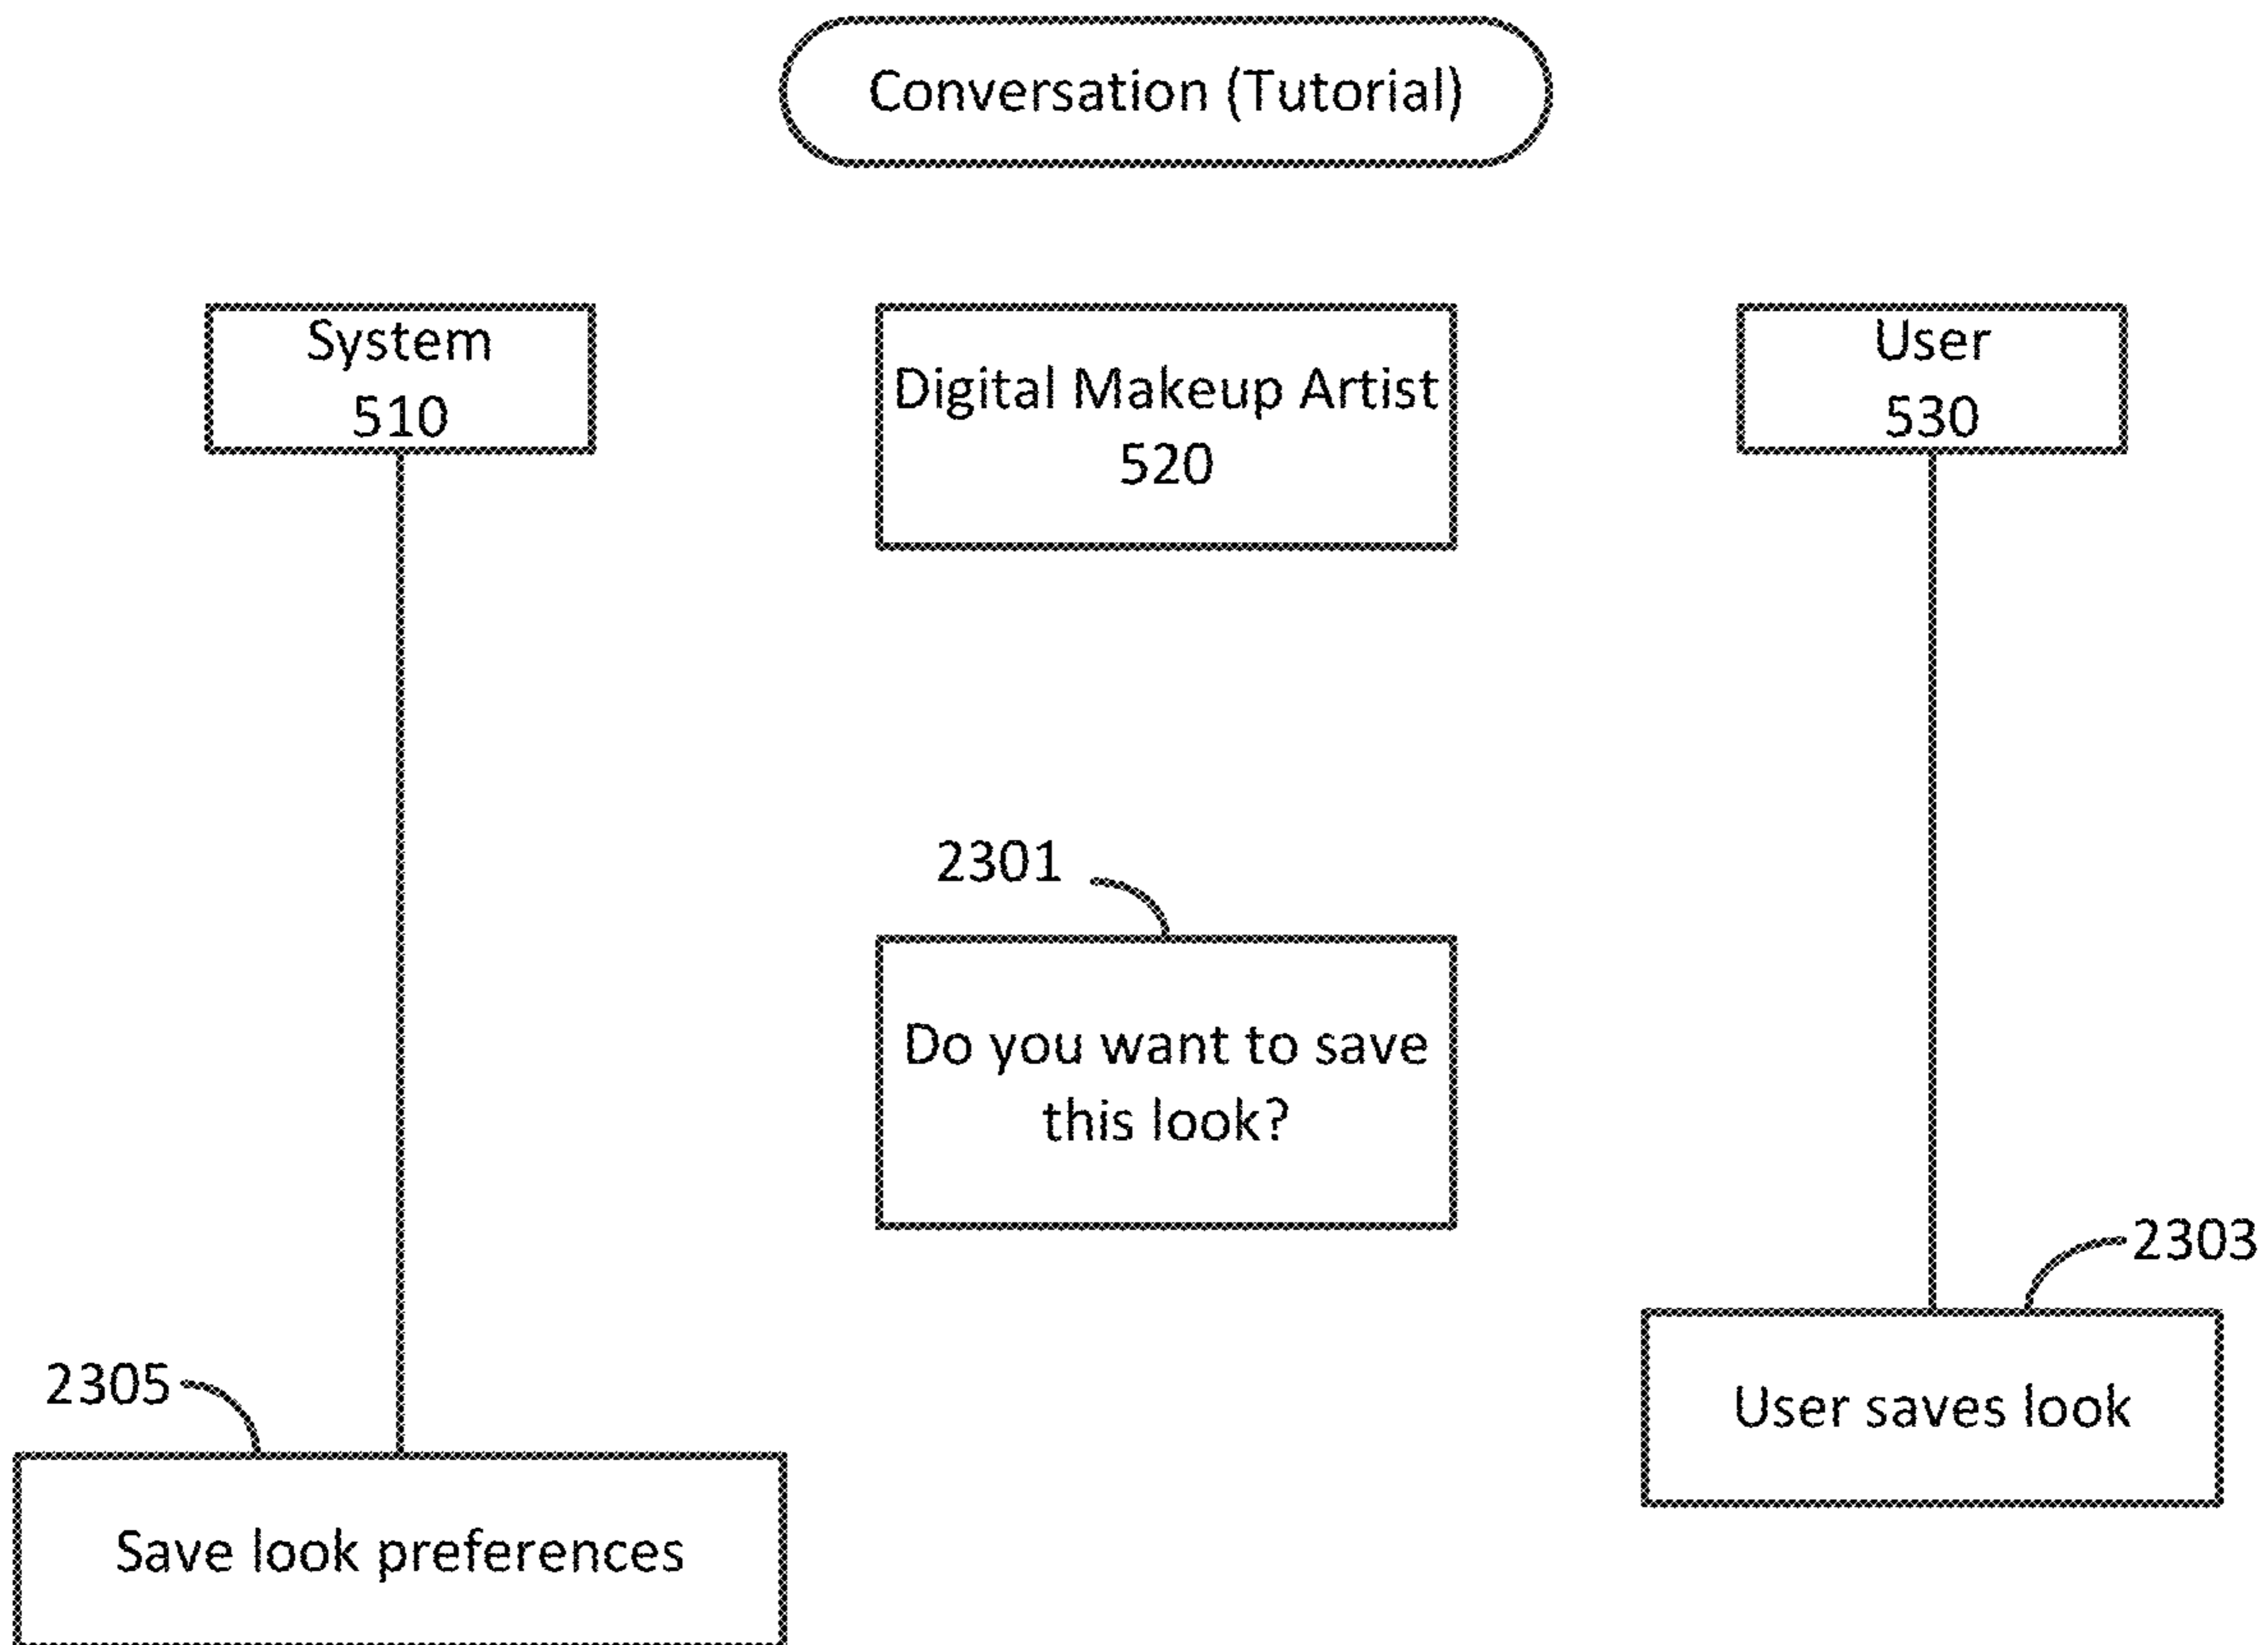 Conversation (Tutorial)
System
510
Digital Makeup Artist
520
User
530
2301
Do you want to save
this look?
2303
User saves look
2305
Save look preferences